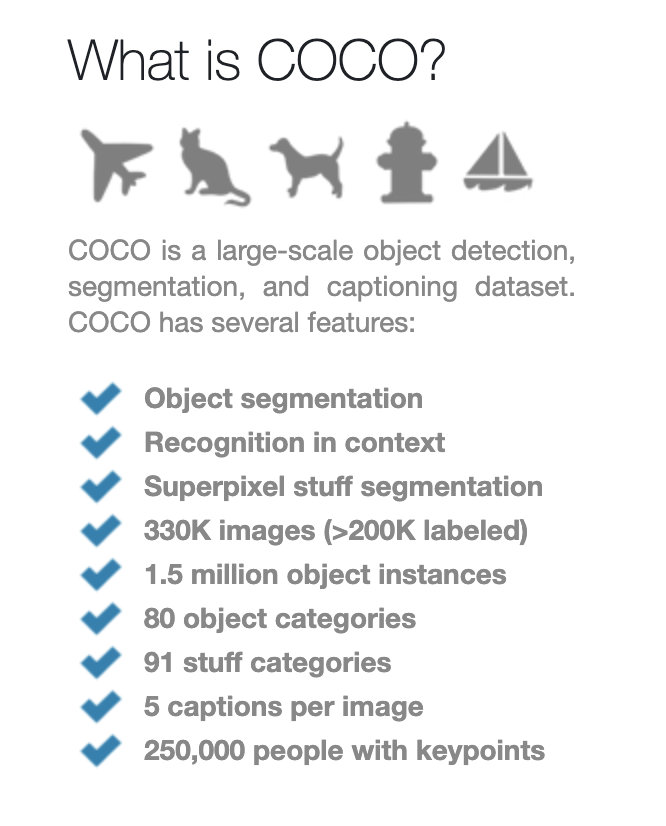 What is COCO?
COCO is a large-scale object detection,
segmentation, and captioning dataset.
COCO has several features:
Object segmentation
Recognition in context
Superpixel stuff segmentation
330K images (>200K labeled)
1.5 million object instances
80 object categories
91 stuff categories
5 captions per image
250,000 people with keypoints